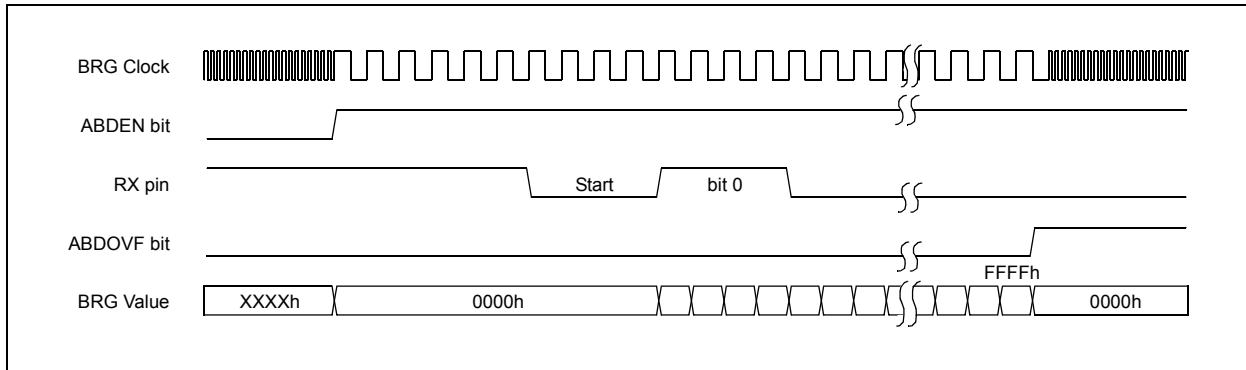 BRG Clock
ABDEN bit
RX pin
Start
bit 0
ABDOVF bit
FFFFh
BRG Value
XXXXh
0000h
0000h